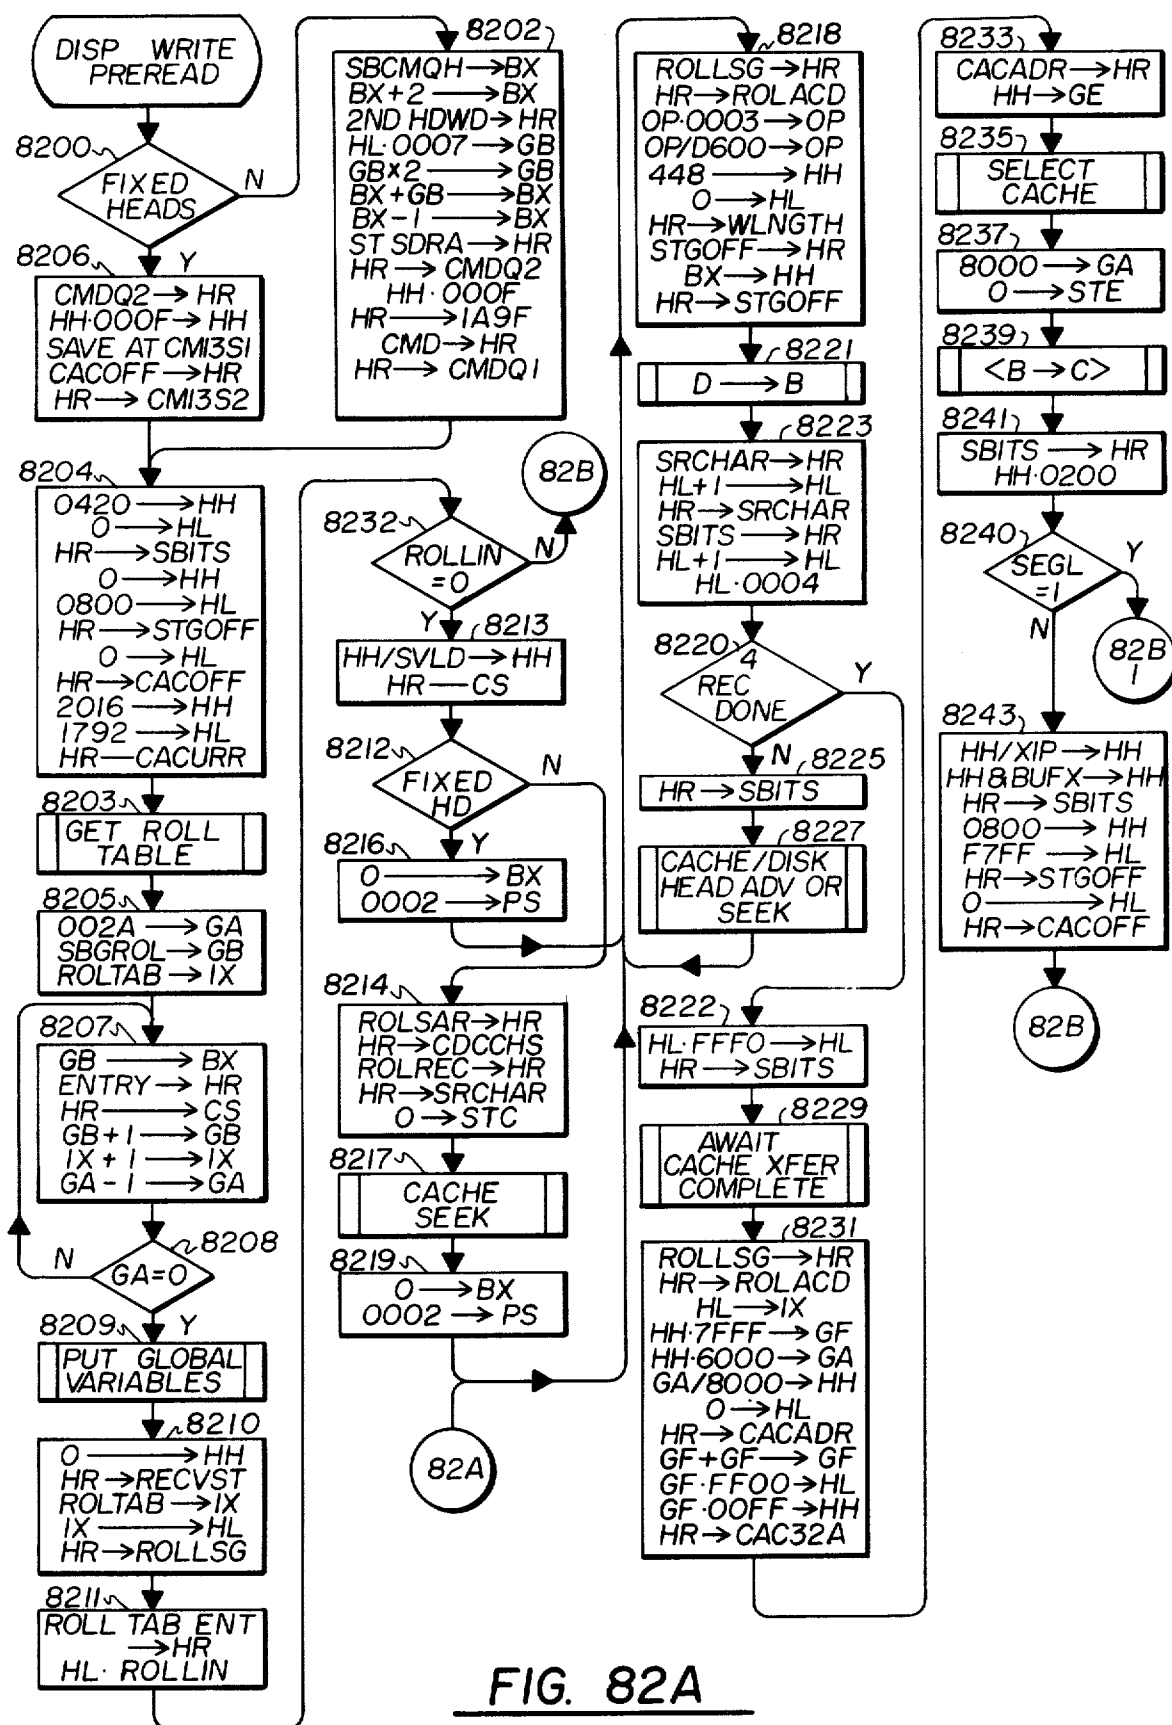 DISP WRITE
PREREAD
8200
FIXED
HEADS
N
Y
8206
CMDQ2→HR
HH·000F→HH
SAVE AT CM13S1
CACOFF→HR
HR→CM13S2
8202
SBCMQH→BX
BX+2→BX
2ND HDWD→HR
HL·0007→GB
GB×2→GB
BX+GB→BX
BX-1→BX
ST SDRA→HR
HR→CMDQ2
HH·000F
HR→1A9F
CMD→HR
HR→CMDQ1
8204
0420→HH
0→HL
HR→SBITS
0→HH
0800→HL
HR→STGOFF
0→HL
HR→CACOFF
2016→HH
1792→HL
HR—CACURR
8203
GET ROLL
TABLE
8205
002A→GA
SBGROL→GB
ROLTAB→IX
8207
GB→BX
ENTRY→HR
HR→CS
GB+1→GB
IX+1→IX
GA-1→GA
8208
GA=0
N
Y
8209
PUT GLOBAL
VARIABLES
8210
0→HH
HR→RECVST
ROLTAB→IX
IX→HL
HR→ROLLSG
8211
ROLL TAB ENT
→HR
HL·ROLLIN
82B
8232
ROLLIN
=0
N
Y
8213
HH/SVLD→HH
HR—CS
8212
FIXED
HD
N
Y
8216
0→BX
0002→PS
8214
ROLSAR→HR
HR→CDCCHS
ROLREC→HR
HR→SRCHAR
0→STC
8217
CACHE
SEEK
8219
0→BX
0002→PS
82A
8218
ROLLSG→HR
HR→ROLACD
OP·0003→OP
OP/D600→OP
448→HH
0→HL
HR→WLNGTH
STGOFF→HR
BX→HH
HR→STGOFF
8221
D→B
8223
SRCHAR→HR
HL+1→HL
HR→SRCHAR
SBITS→HR
HL+1→HL
HL·0004
8220
4
REC
DONE
Y
N
8225
HR→SBITS
8227
CACHE/DISK
HEAD ADV OR
SEEK
8222
HL·FFF0→HL
HR→SBITS
8229
AWAIT
CACHE XFER
COMPLETE
8231
ROLLSG→HR
HR→ROLACD
HL→IX
HH·7FFF→GF
HH·6000→GA
GA/8000→HH
0→HL
HR→CACADR
GF+GF→GF
GF·FF00→HL
GF·00FF→HH
HR→CAC32A
8233
CACADR→HR
HH→GE
8235
SELECT
CACHE
8237
8000→GA
0→STE
8239
<B→C>
8241
SBITS→HR
HH·0200
8240
SEGL
=1
Y
N
82B
1
8243
HH/XIP→HH
HH&BUFX→HH
HR→SBITS
0800→HH
F7FF→HL
HR→STGOFF
0→HL
HR→CACOFF
82B
FIG. 82A